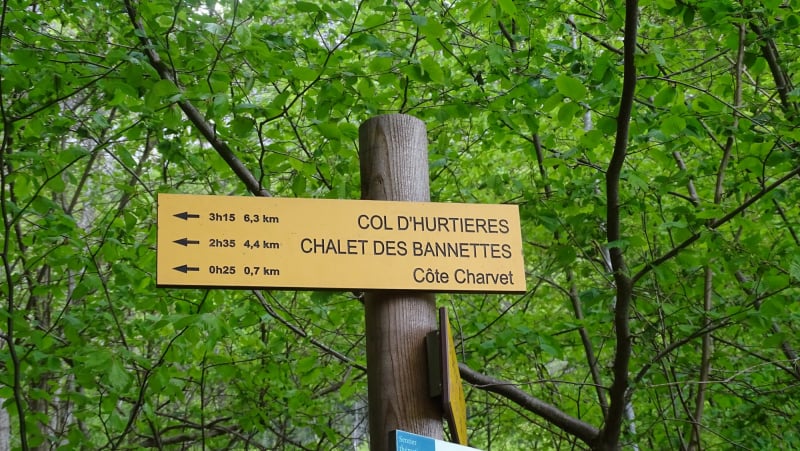 3h15 6,3 km COL D'HURTIERES
2h35 4,4 km CHALET DES BANNETTES
0h25 0,7 km Côte Charvet
Sentier